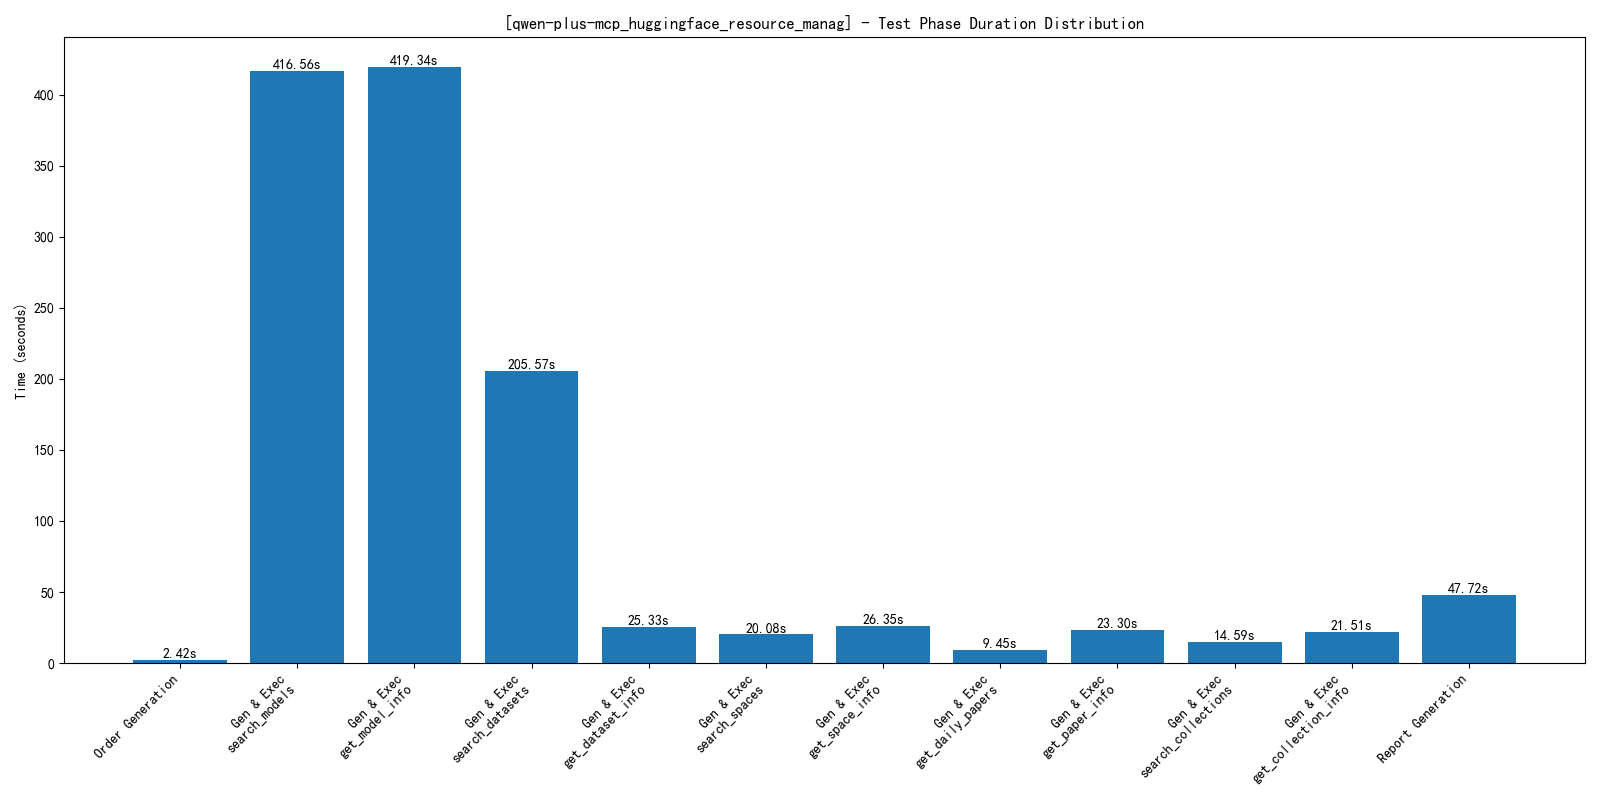 [qwen-plus-mcp_huggingface_resource_manag] - Test Phase Duration Distribution
Time (seconds)
400
350
300
250
200
150
100
50
0
2.42s
416.56s
419.34s
205.57s
25.33s
20.08s
26.35s
9.45s
23.30s
14.59s
21.51s
47.72s
Order Generation
Gen & Exec
search_models
Gen & Exec
get_model_info
Gen & Exec
search_datasets
Gen & Exec
get_dataset_info
Gen & Exec
search_spaces
Gen & Exec
get_space_info
Gen & Exec
get_daily_papers
Gen & Exec
get_paper_info
Gen & Exec
search_collections
Gen & Exec
get_collection_info
Report Generation